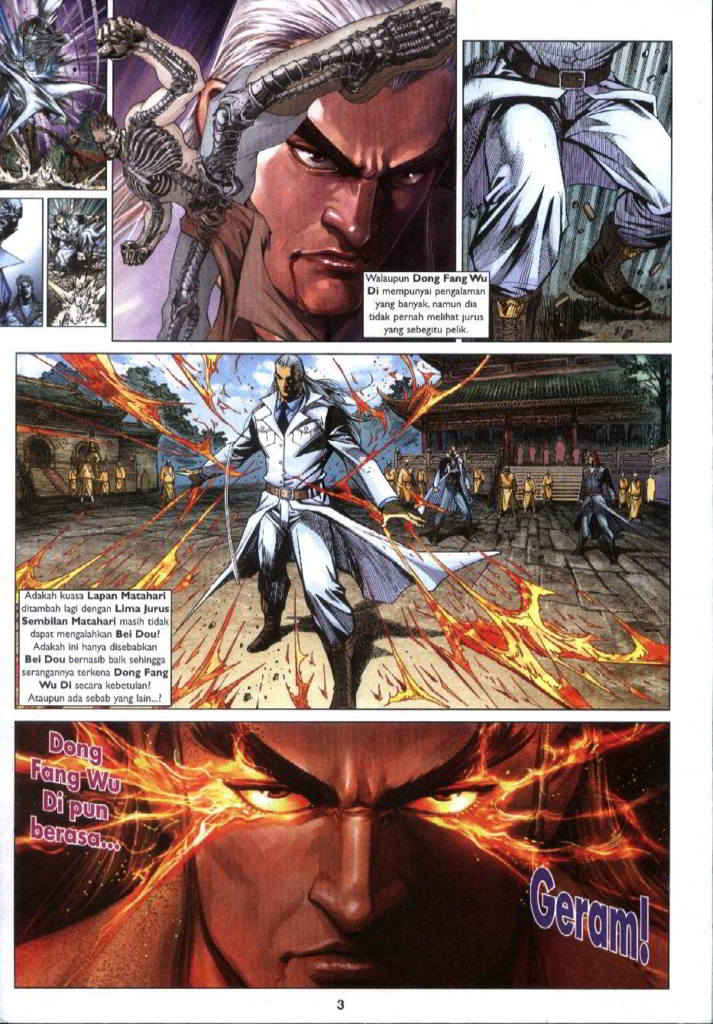 Walaupun Dong Fang Wu
Di mempunyai pengalaman
yang banyak, namun dia
tidak pernah melihat jurus
yang sebegitu pelik.
Adakah kuasa Lapan Matahari
ditambah lagi dengan Lima Jurus
Sembilan Matahari masih tidak
dapat mengalahkan Bei Dou?
Adakah ini hanya disebabkan
Bei Dou bernasib baik sehingga
serangannya terkena Dong Fang
Wu Di secara kebetulan?
Ataupun ada sebab yang lain...?
Dong
Fang Wu
Di pun
berasa...
Geram!
3